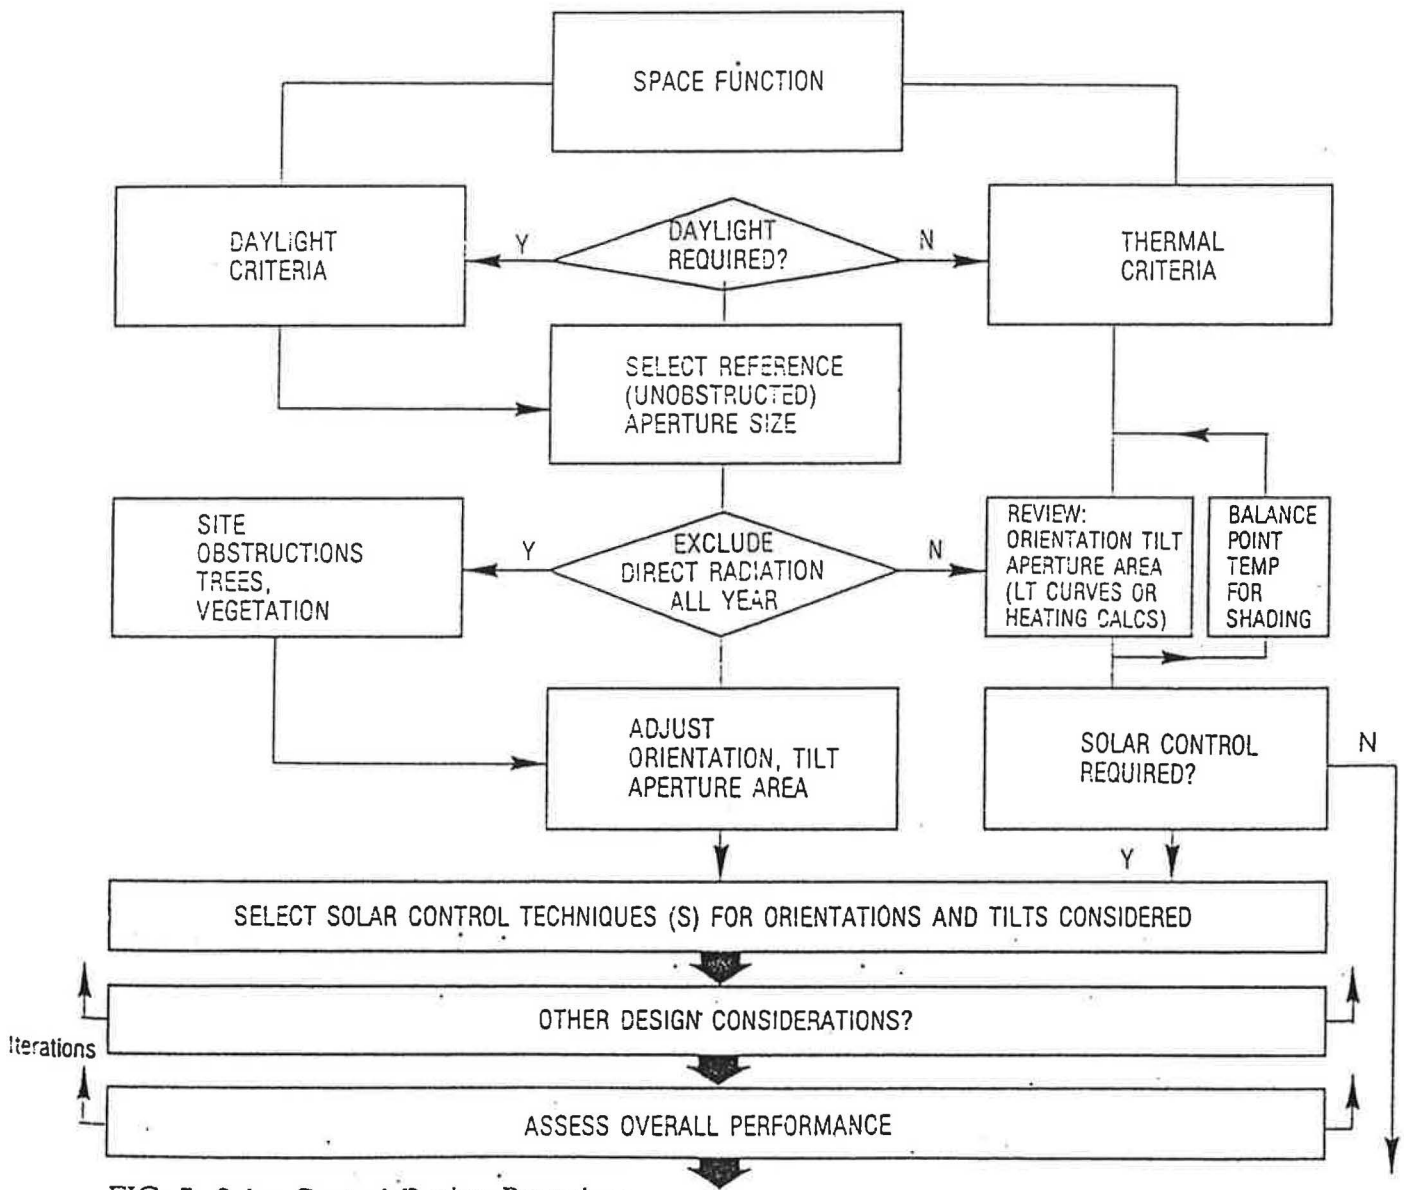 SPACE FUNCTION
DAYLIGHT
CRITERIA
Y
DAYLIGHT
REQUIRED?
N
THERMAL
CRITERIA
SELECT REFERENCE
(UNOBSTRUCTED)
APERTURE SIZE
SITE
OBSTRUCTIONS
TREES,
VEGETATION
Y
EXCLUDE
DIRECT RADIATION
ALL YEAR
N
REVIEW:
ORIENTATION TILT
APERTURE AREA
(LT CURVES OR
HEATING CALCS)
BALANCE
POINT
TEMP
FOR
SHADING
ADJUST
ORIENTATION, TILT
APERTURE AREA
SOLAR CONTROL
REQUIRED?
N
Y
SELECT SOLAR CONTROL TECHNIQUES (S) FOR ORIENTATIONS AND TILTS CONSIDERED
OTHER DESIGN CONSIDERATIONS?
Iterations
ASSESS OVERALL PERFORMANCE